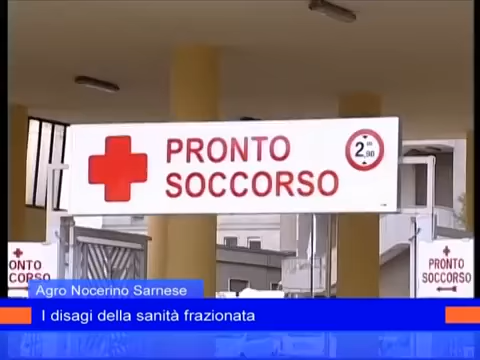 PRONTO
SOCCORSO
2,90
m
PRONTO
SOCCORSO
PRONTO
SOCCORSO
Agro Nocerino Sarnese
I disagi della sanità frazionata